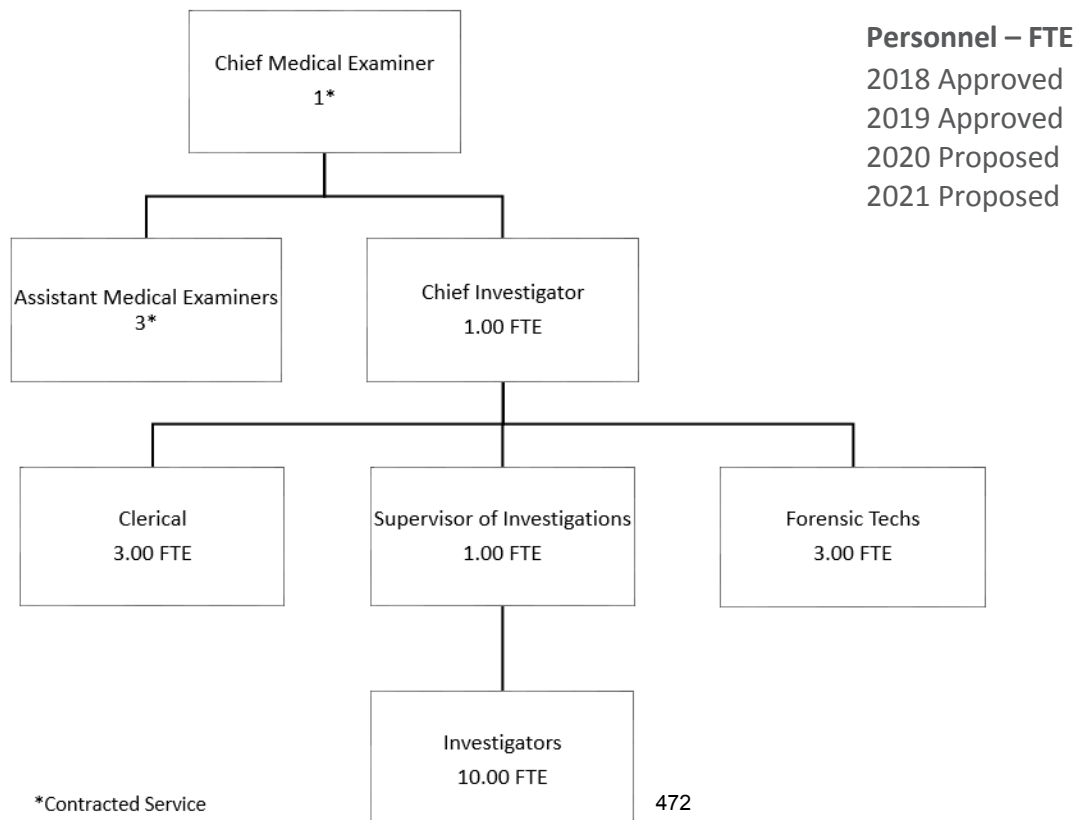 Chief Medical Examiner
1*
Personnel – FTE
2018 Approved
2019 Approved
2020 Proposed
2021 Proposed
Assistant Medical Examiners
3*
Chief Investigator
1.00 FTE
Clerical
3.00 FTE
Supervisor of Investigations
1.00 FTE
Forensic Techs
3.00 FTE
Investigators
10.00 FTE
*Contracted Service
472